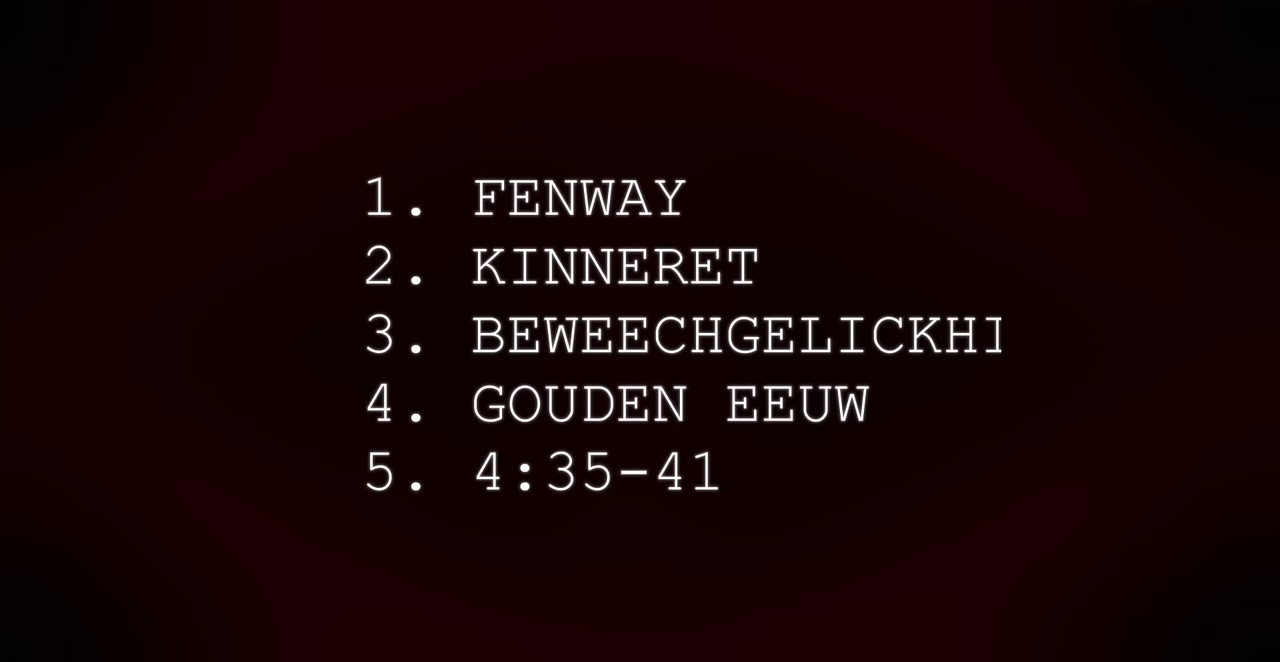 1. FENWAY
2. KINNERET
3. BEWEECHGELICKHI
4. GOUDEN EEUW
5. 4:35-41